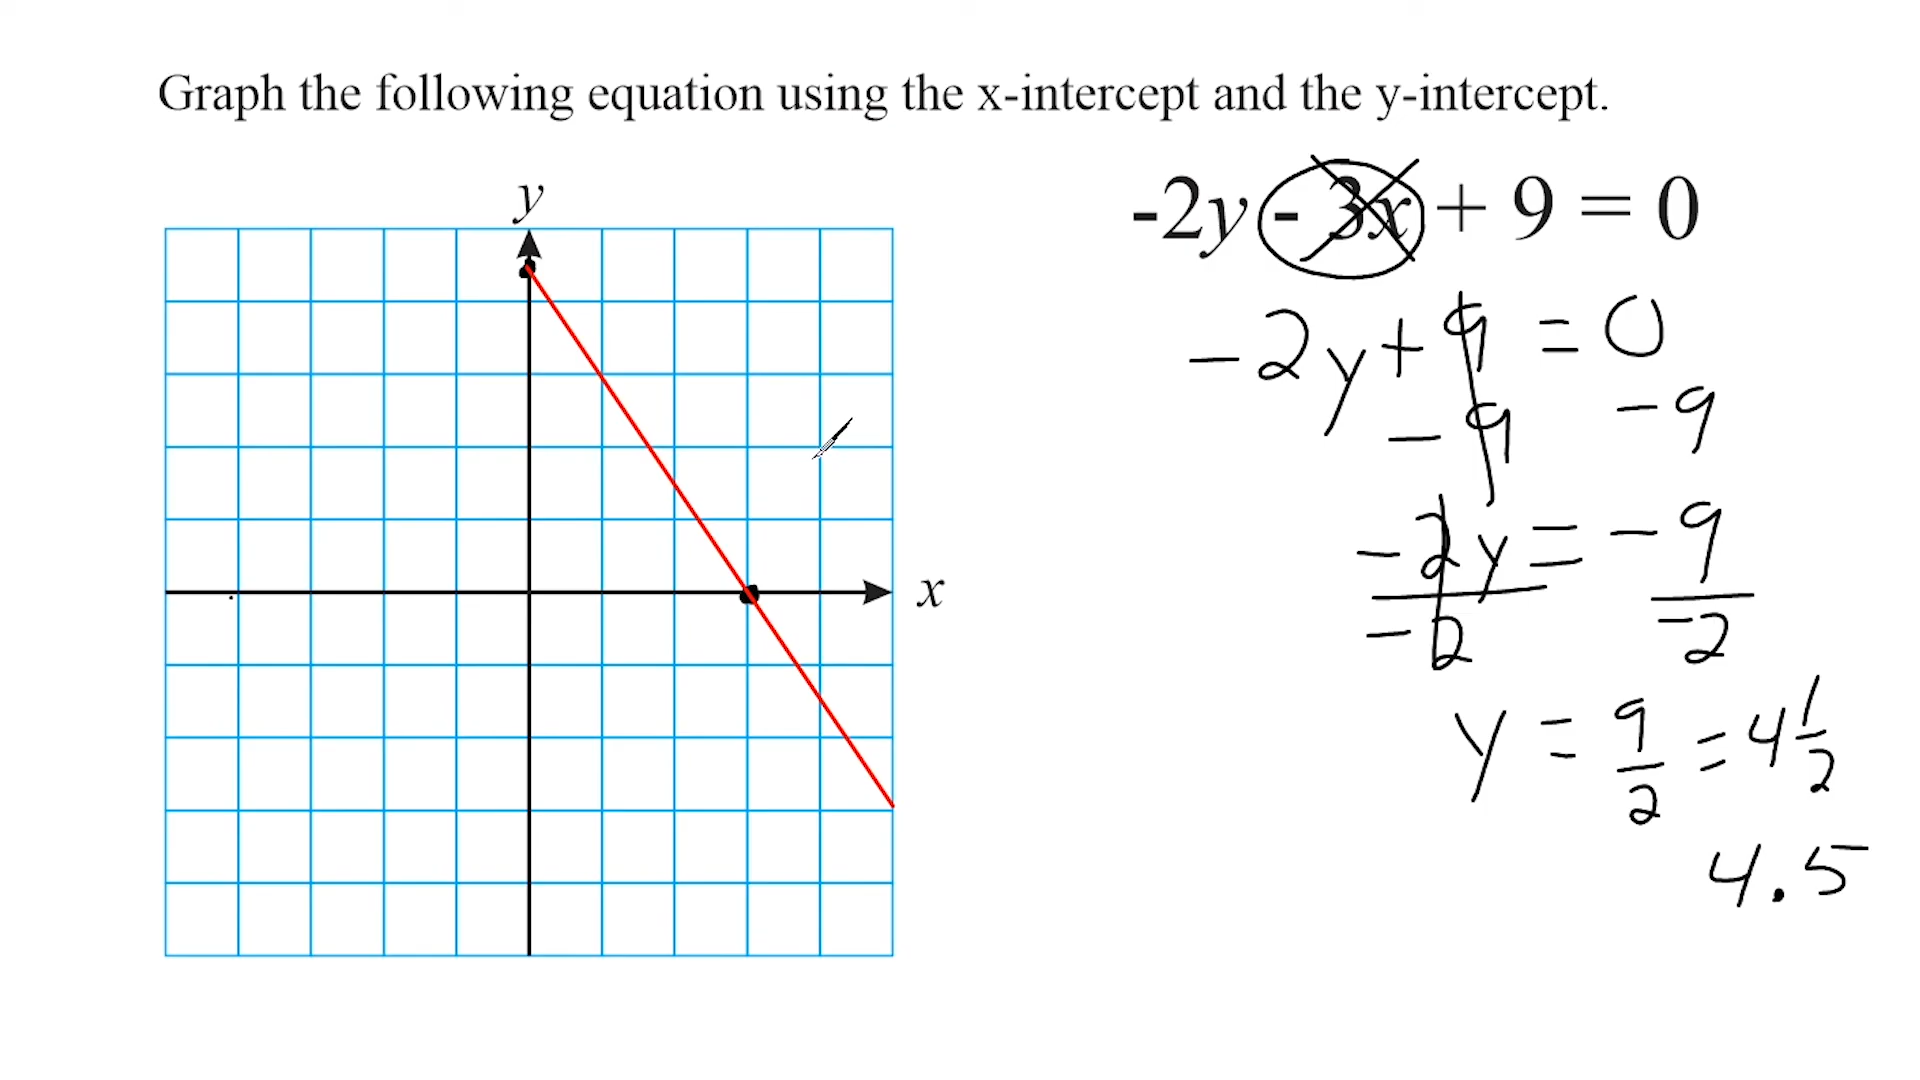 Graph the following equation using the x-intercept and the y-intercept.
y
x
-2y - 3x + 9 = 0
-2y + 9 = 0
- 9 - 9
-2y = -9
-2 -2
y = 9/2 = 4 1/2
4.5